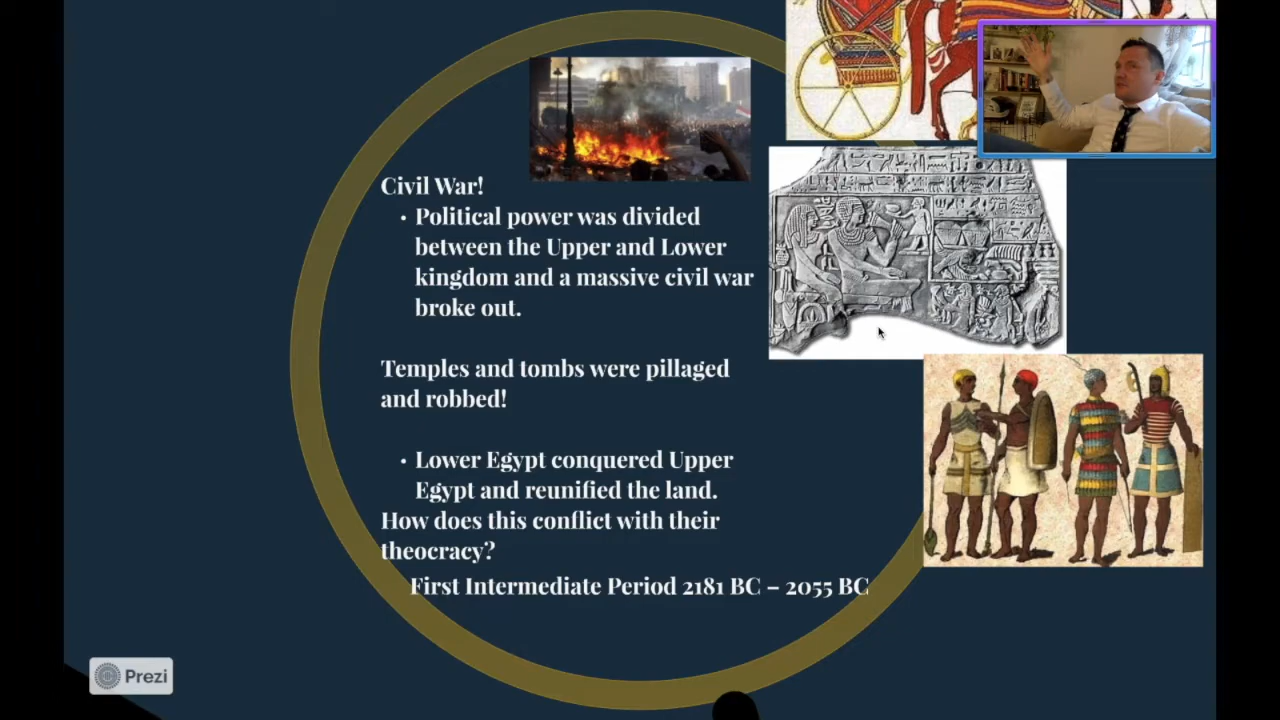 Civil War!
• Political power was divided
between the Upper and Lower
kingdom and a massive civil war
broke out.
Temples and tombs were pillaged
and robbed!
• Lower Egypt conquered Upper
Egypt and reunified the land.
How does this conflict with their
theocracy?
First Intermediate Period 2181 BC – 2055 BC
Prezi